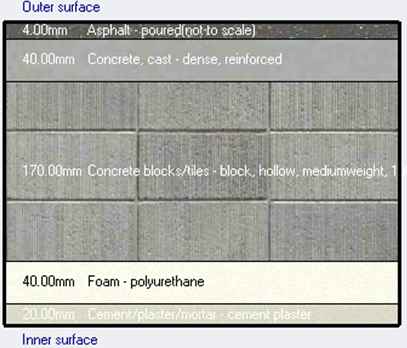 Outer surface
4.00mm Asphalt - poured(not to scale)
40.00mm Concrete, cast - dense, reinforced
170.00mm Concrete blocks/tiles - block, hollow, mediumweight, 1
40.00mm Foam - polyurethane
20.00mm Cement/plaster/mortar - cement plaster
Inner surface